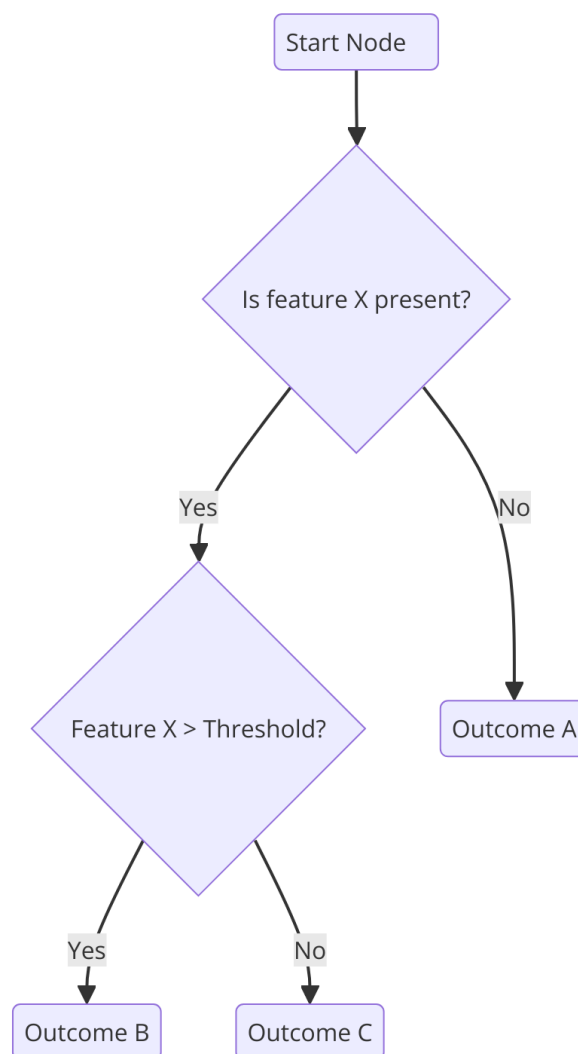 Start Node
Is feature X present?
Yes
No
Feature X > Threshold?
Outcome A
Yes
No
Outcome B
Outcome C